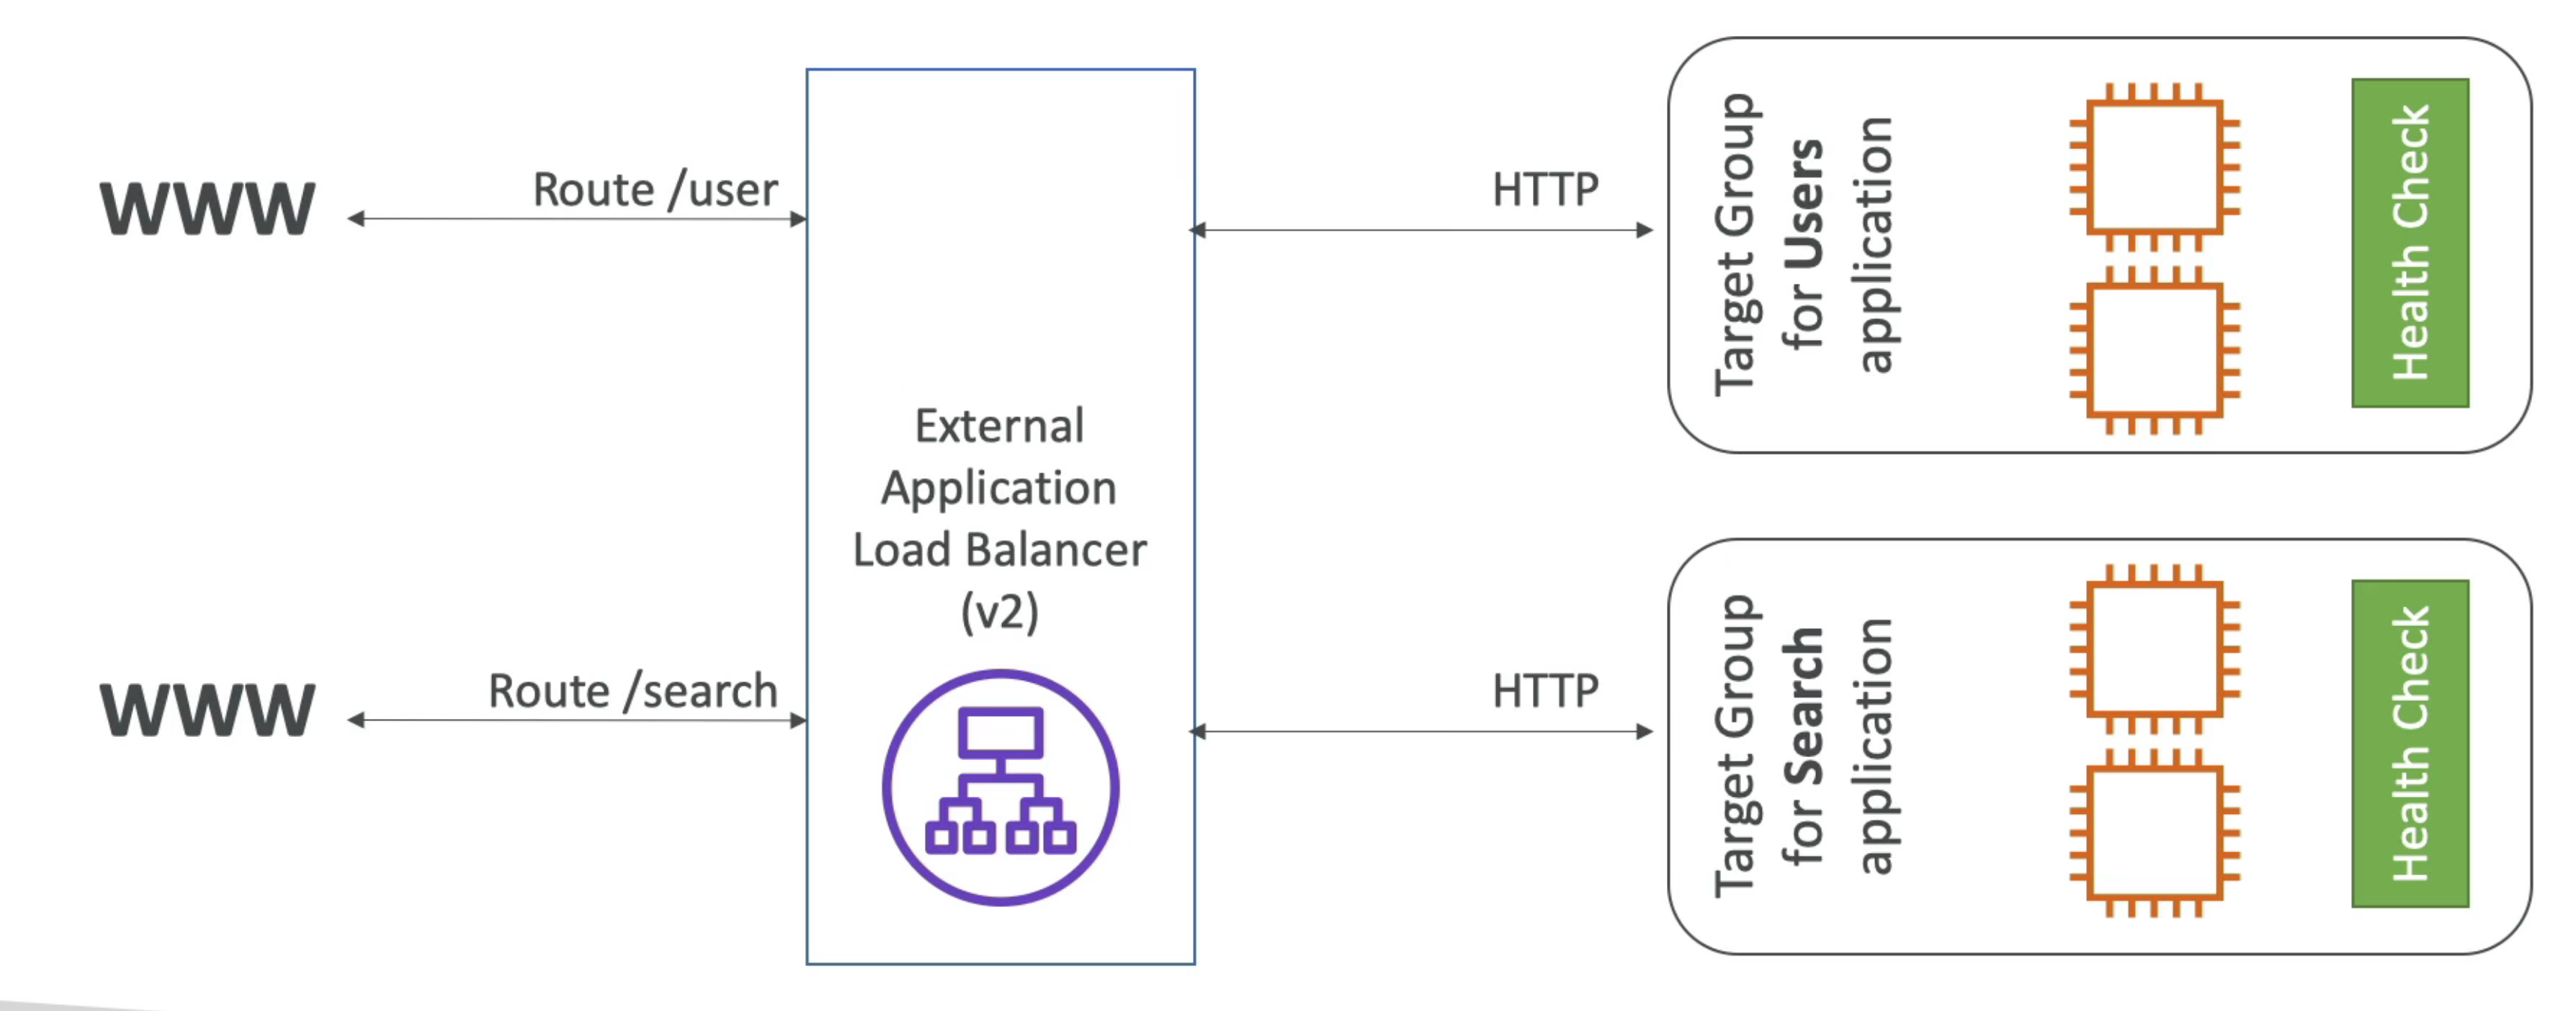 WWW
Route /user
HTTP
Target Group
for Users
application
Health Check
External
Application
Load Balancer
(v2)
WWW
Route /search
HTTP
Target Group
for Search
application
Health Check